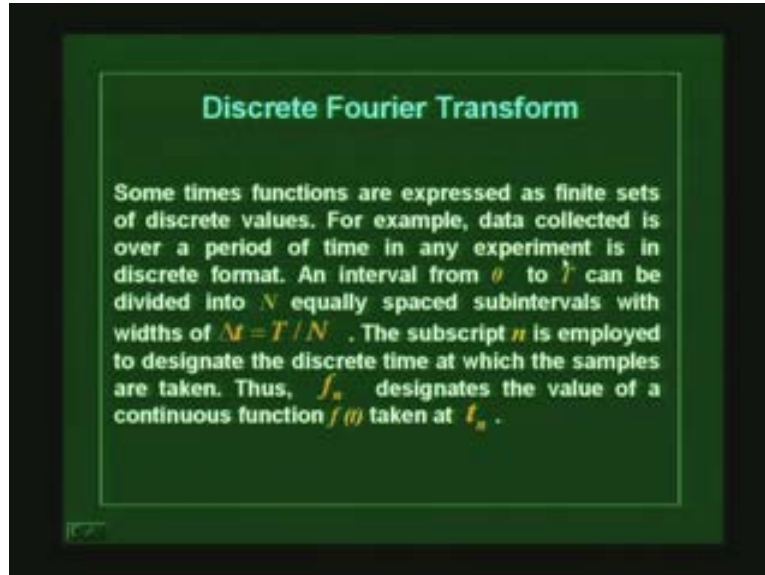 Discrete Fourier Transform
Some times functions are expressed as finite sets
of discrete values. For example, data collected is
over a period of time in any experiment is in
discrete format. An interval from 0 to T can be
divided into N equally spaced subintervals with
widths of Δt = T / N . The subscript n is employed
to designate the discrete time at which the samples
are taken. Thus, fₙ designates the value of a
continuous function f (t) taken at tₙ .